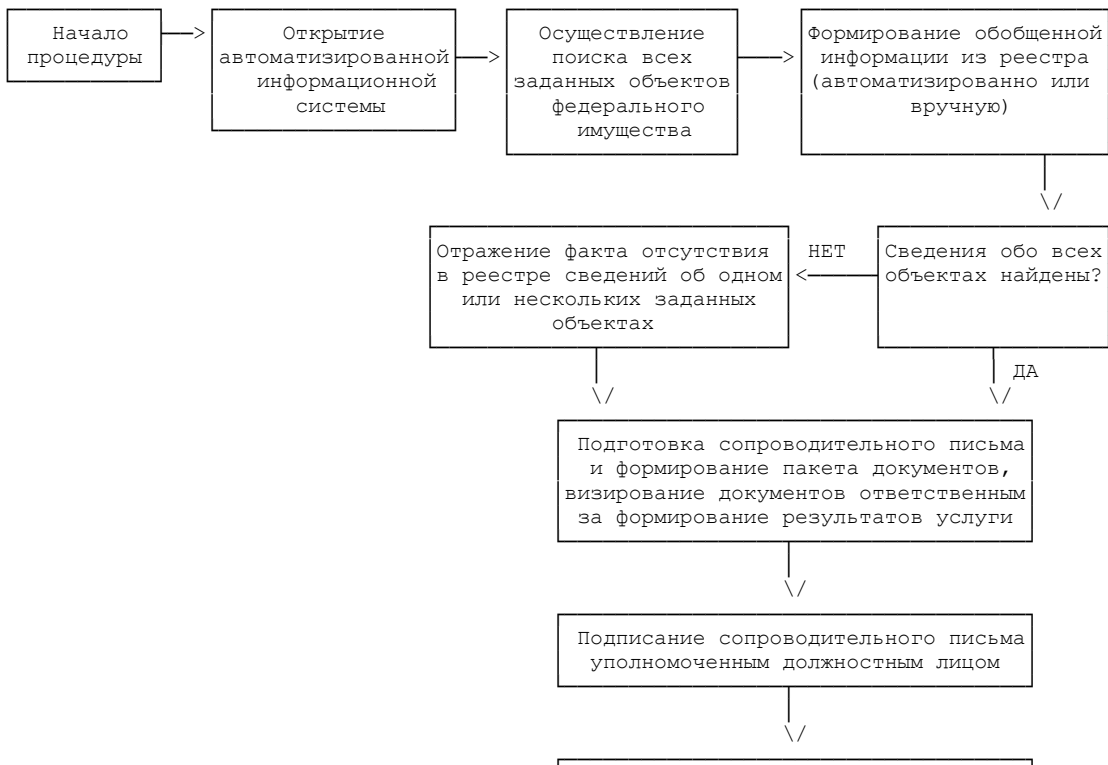 Начало
процедуры
Открытие
автоматизированной
информационной
системы
Осуществление
поиска всех
заданных объектов
федерального
имущества
Формирование обобщенной
информации из реестра
(автоматизированно или
вручную)
Отражение факта отсутствия
в реестре сведений об одном
или нескольких заданных
объектах
НЕТ
Сведения обо всех
объектах найдены?
ДА
Подготовка сопроводительного письма
и формирование пакета документов,
визирование документов ответственным
за формирование результатов услуги
Подписание сопроводительного письма
уполномоченным должностным лицом